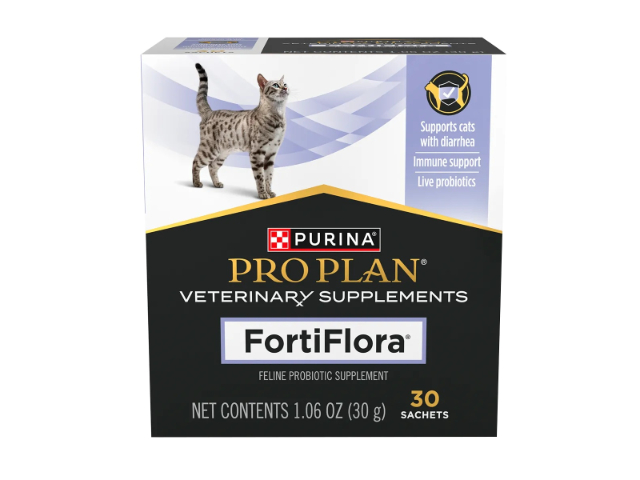 Supports cats
with diarrhea
Immune support
Live probiotics
PURINA®
PRO PLAN®
VETERINARY SUPPLEMENTS
FortiFlora®
FELINE PROBIOTIC SUPPLEMENT
NET CONTENTS 1.06 OZ (30 g)
30
SACHETS